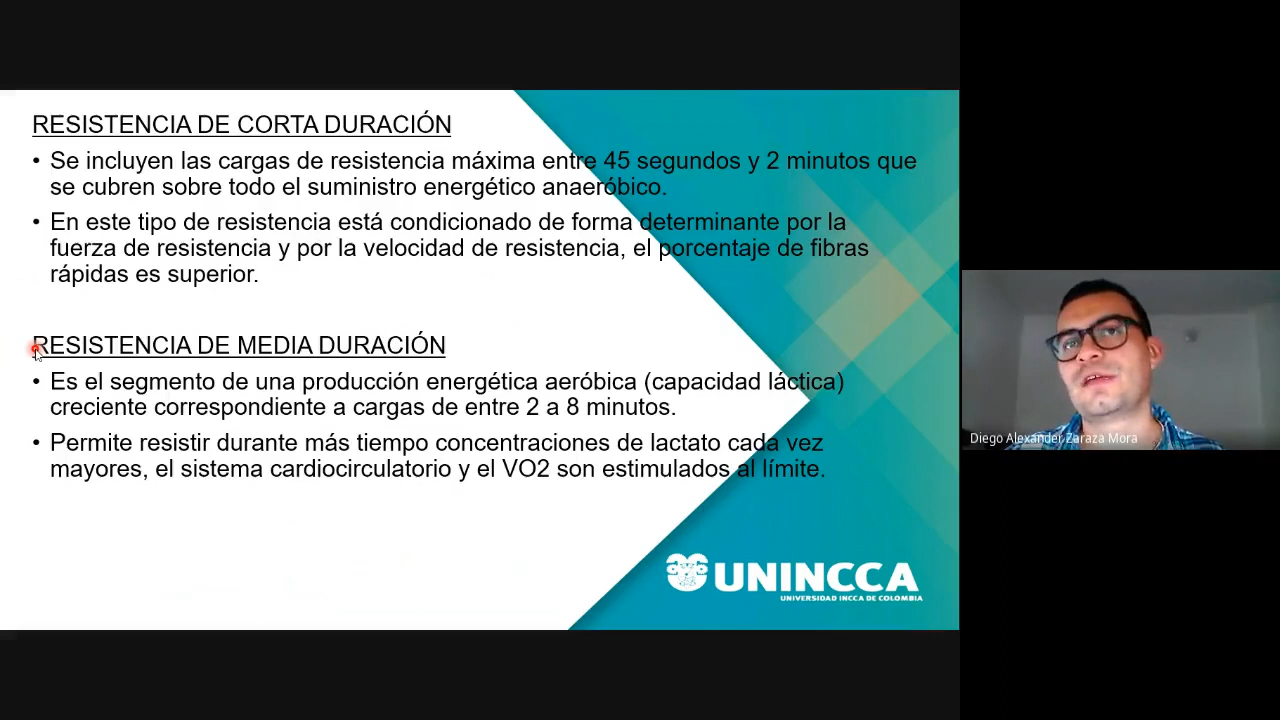 RESISTENCIA DE CORTA DURACIÓN
• Se incluyen las cargas de resistencia máxima entre 45 segundos y 2 minutos que
se cubren sobre todo el suministro energético anaeróbico.
• En este tipo de resistencia está condicionado de forma determinante por la
fuerza de resistencia y por la velocidad de resistencia, el porcentaje de fibras
rápidas es superior.
RESISTENCIA DE MEDIA DURACIÓN
• Es el segmento de una producción energética aeróbica (capacidad láctica)
creciente correspondiente a cargas de entre 2 a 8 minutos.
• Permite resistir durante más tiempo concentraciones de lactato cada vez
mayores, el sistema cardiocirculatorio y el VO2 son estimulados al límite.
UNINCCA
UNIVERSIDAD INCCA DE COLOMBIA
Diego Alexander Zaraza Mora